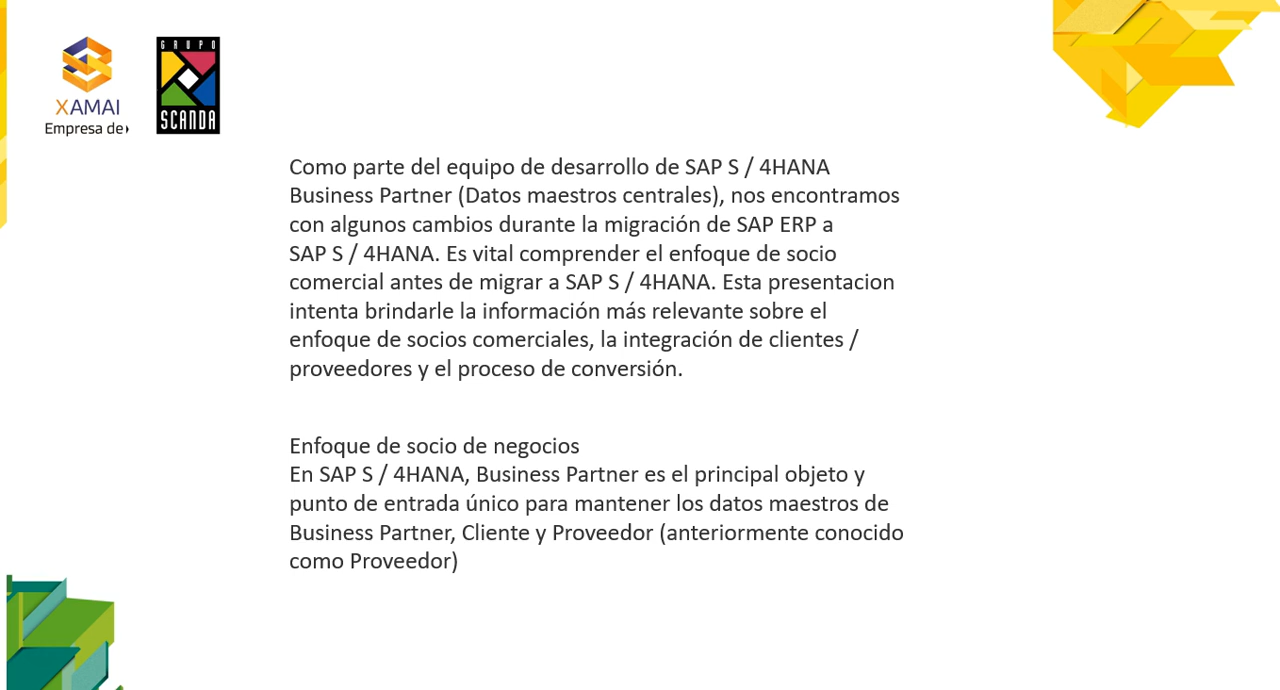 XAMAI
Empresa de
GRUPO
SCANDA
Como parte del equipo de desarrollo de SAP S / 4HANA
Business Partner (Datos maestros centrales), nos encontramos
con algunos cambios durante la migración de SAP ERP a
SAP S / 4HANA. Es vital comprender el enfoque de socio
comercial antes de migrar a SAP S / 4HANA. Esta presentacion
intenta brindarle la información más relevante sobre el
enfoque de socios comerciales, la integración de clientes /
proveedores y el proceso de conversión.
Enfoque de socio de negocios
En SAP S / 4HANA, Business Partner es el principal objeto y
punto de entrada único para mantener los datos maestros de
Business Partner, Cliente y Proveedor (anteriormente conocido
como Proveedor)